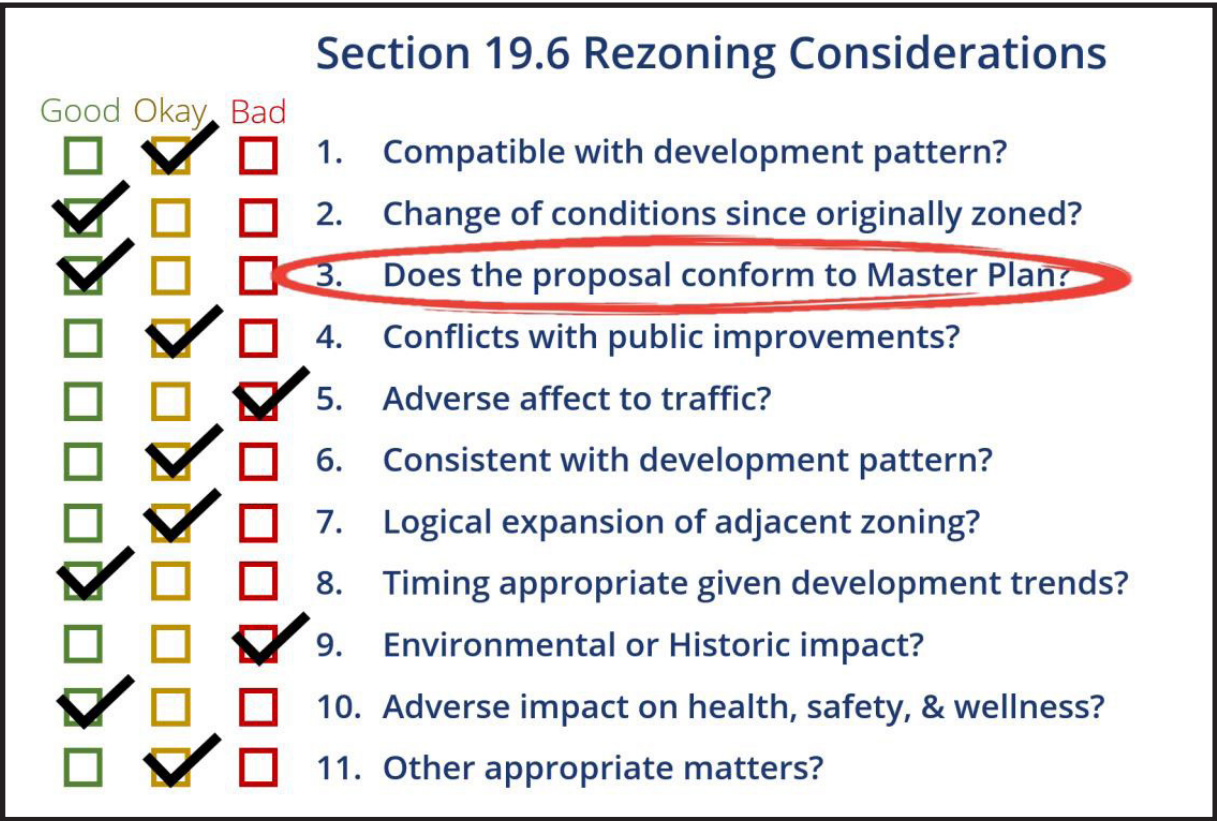 Section 19.6 Rezoning Considerations
Good Okay Bad
1. Compatible with development pattern?
2. Change of conditions since originally zoned?
3. Does the proposal conform to Master Plan?
4. Conflicts with public improvements?
5. Adverse affect to traffic?
6. Consistent with development pattern?
7. Logical expansion of adjacent zoning?
8. Timing appropriate given development trends?
9. Environmental or Historic impact?
10. Adverse impact on health, safety, & wellness?
11. Other appropriate matters?